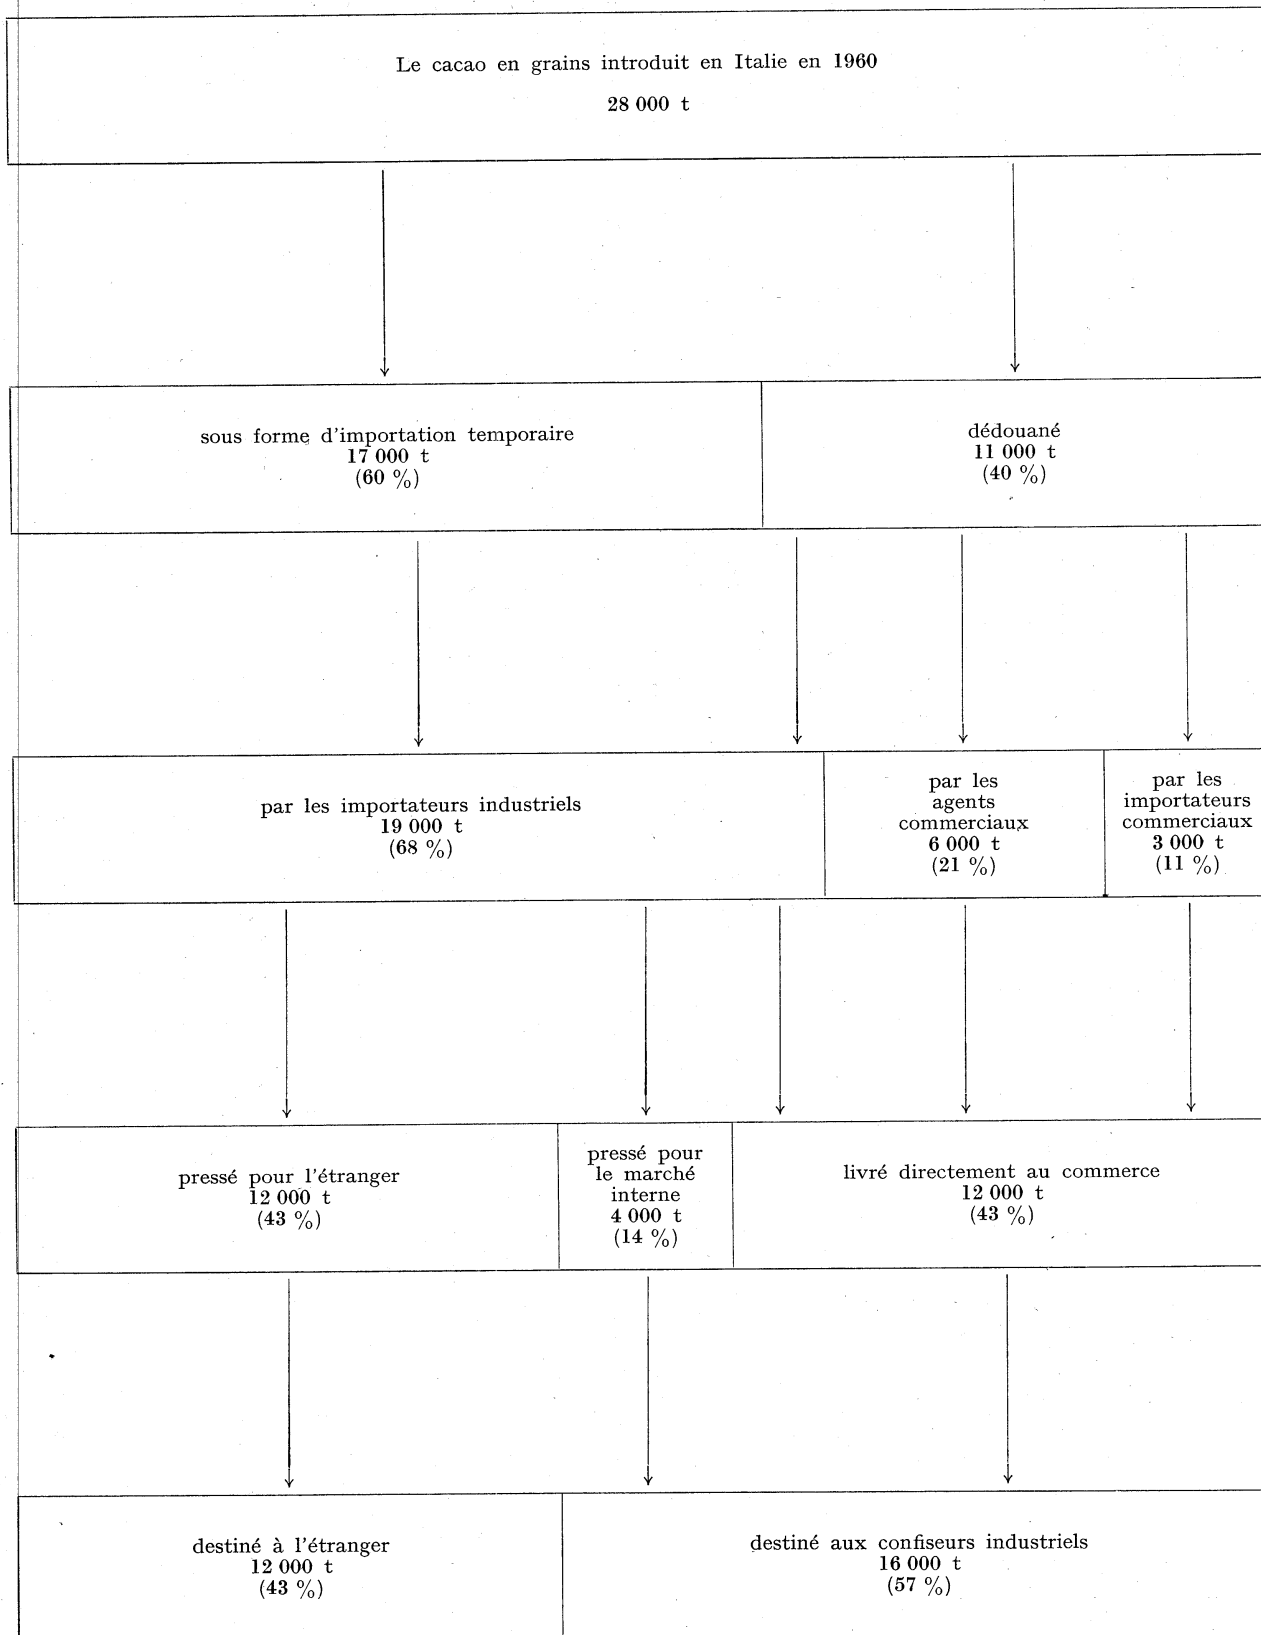 Le cacao en grains introduit en Italie en 1960
28 000 t
sous forme d'importation temporaire
17 000 t
(60 %)
dédouané
11 000 t
(40 %)
par les importateurs industriels
19 000 t
(68 %)
par les
agents
commerciaux
6 000 t
(21 %)
par les
importateurs
commerciaux
3 000 t
(11 %)
pressé pour l'étranger
12 000 t
(43 %)
pressé pour
le marché
interne
4 000 t
(14 %)
livré directement au commerce
12 000 t
(43 %)
destiné à l'étranger
12 000 t
(43 %)
destiné aux confiseurs industriels
16 000 t
(57 %)